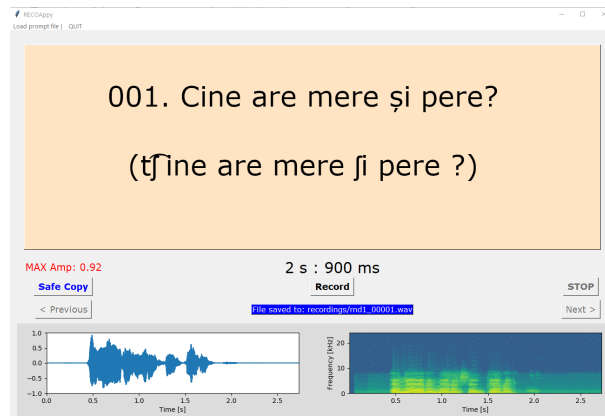 RECOAppy
Load prompt file | QUIT
001. Cine are mere și pere?
(t͡ʃ ine are mere ʃi pere ?)
MAX Amp: 0.92
2 s : 900 ms
Safe Copy
Record
STOP
< Previous
File saved to: recordings/rnd1_00001.wav
Next >
1.0
0.5
0.0
−0.5
−1.0
0.0 0.5 1.0 1.5 2.0 2.5
Time [s]
Frequency [kHz]
20
10
0
0.5 1.0 1.5 2.0 2.5
Time [s]